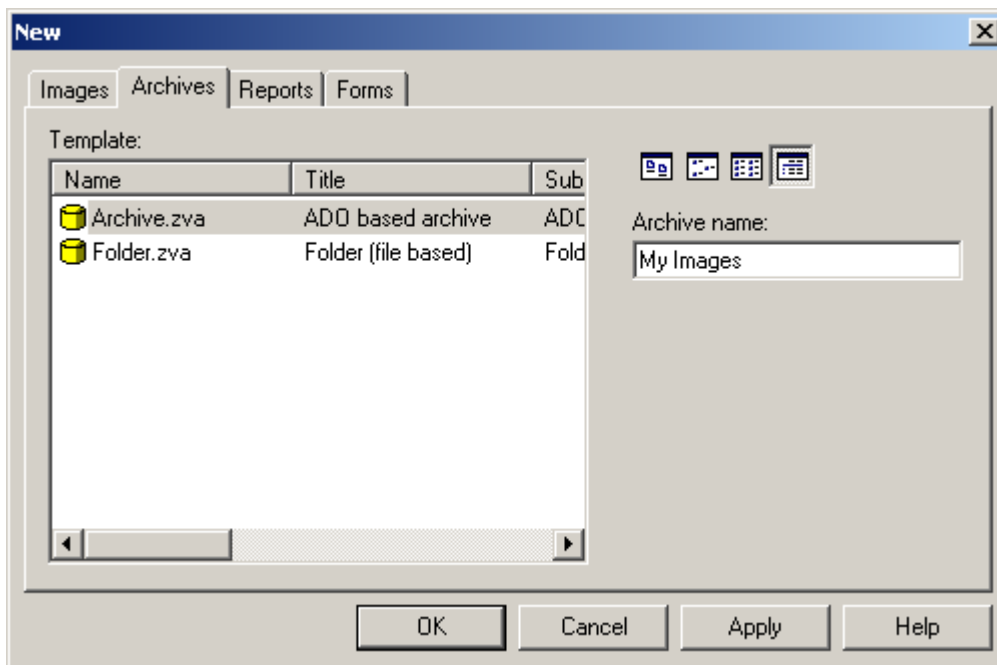 New
Images Archives Reports Forms
Template:
Name Title Sub
Archive.zva ADO based archive ADO
Folder.zva Folder (file based) Fold
Archive name:
My Images
OK Cancel Apply Help